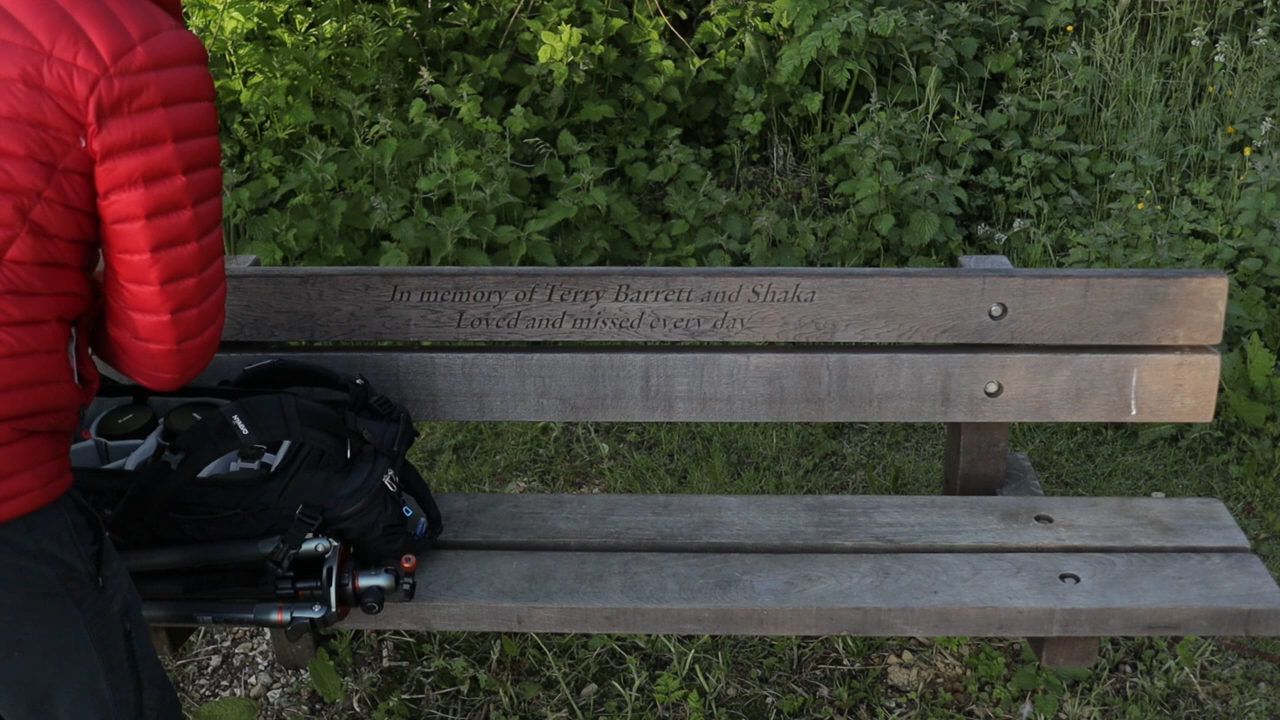 In memory of Terry Barrett and Shaka
Loved and missed every day